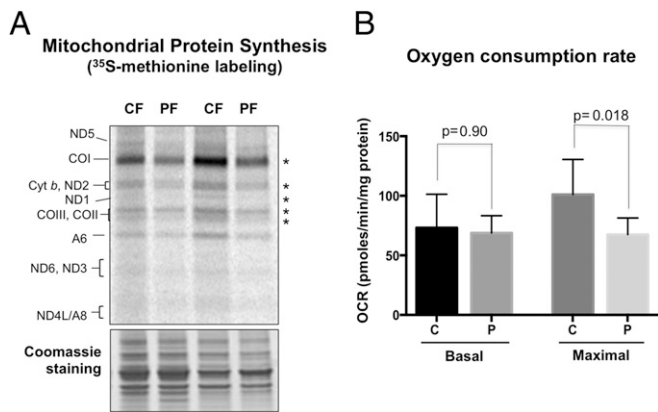 A
Mitochondrial Protein Synthesis
(³⁵S-methionine labeling)
CF PF CF PF
ND5
COI
*
Cyt b, ND2
*
ND1
*
COIII, COII
*
*
A6
ND6, ND3
ND4L/A8
Coomassie
staining
B
Oxygen consumption rate
p=0.90
p=0.018
OCR (pmoles/min/mg protein)
150
100
50
0
C P C P
Basal Maximal